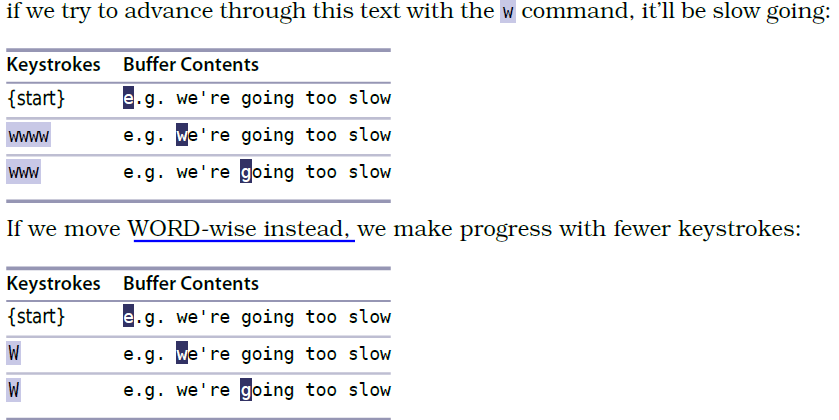 if we try to advance through this text with the w command, it’ll be slow going:
Keystrokes Buffer Contents
{start} e.g. we're going too slow
wwww e.g. we're going too slow
www e.g. we're going too slow
If we move WORD-wise instead, we make progress with fewer keystrokes:
Keystrokes Buffer Contents
{start} e.g. we're going too slow
W e.g. we're going too slow
W e.g. we're going too slow